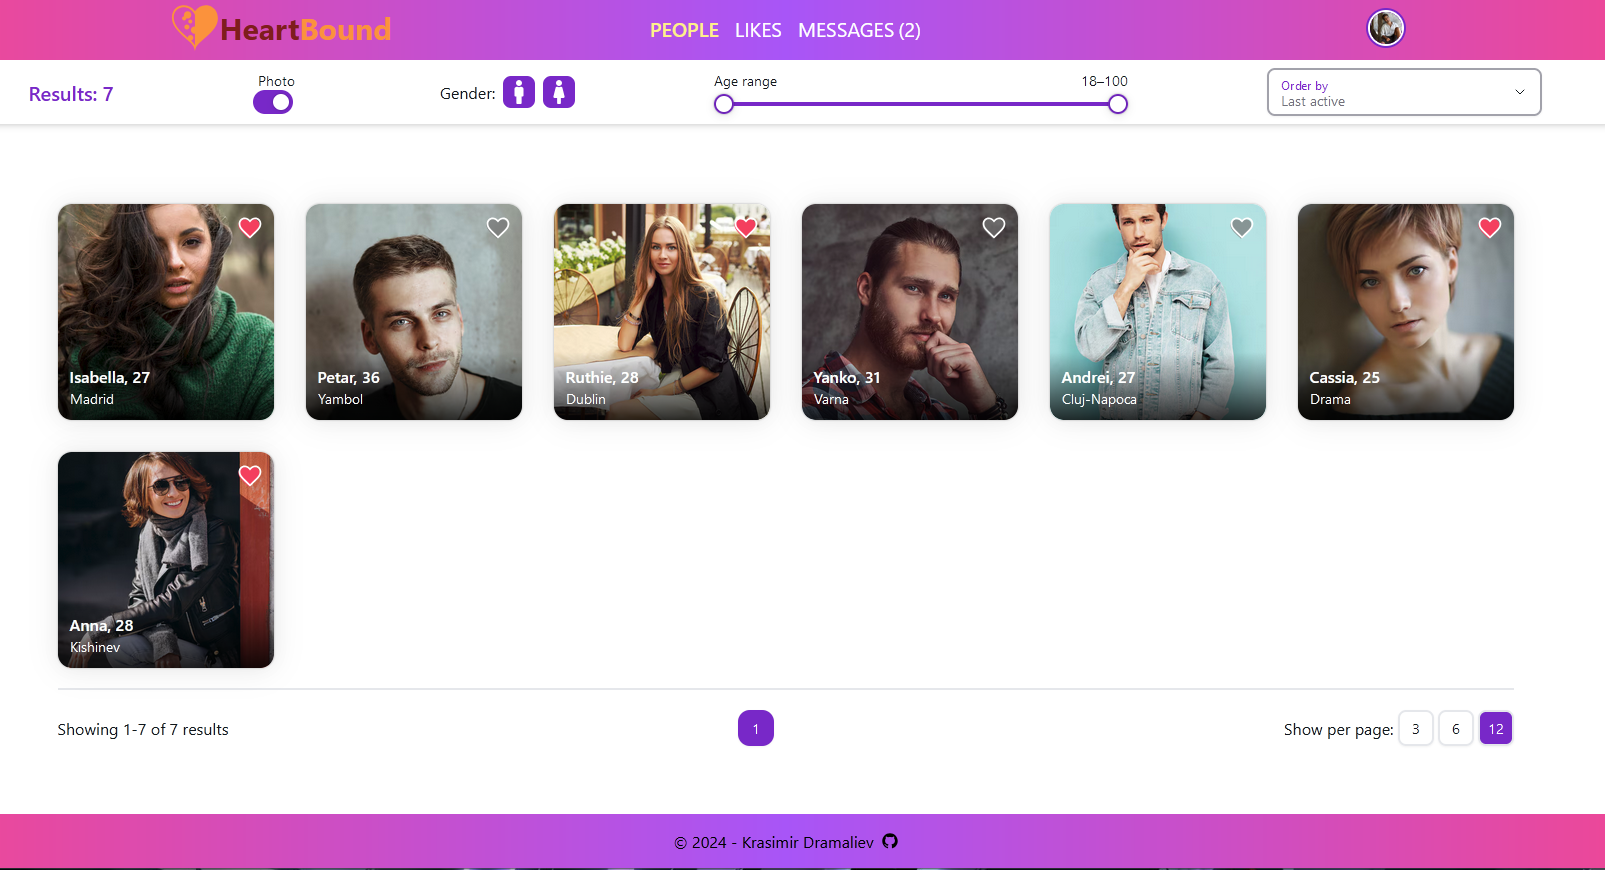 HeartBound
PEOPLE LIKES MESSAGES (2)
Results: 7
Photo
Gender:
Age range 18–100
Order by
Last active
Isabella, 27
Madrid
Petar, 36
Yambol
Ruthie, 28
Dublin
Yanko, 31
Varna
Andrei, 27
Cluj-Napoca
Cassia, 25
Drama
Anna, 28
Kishinev
Showing 1-7 of 7 results
1
Show per page: 3 6 12
© 2024 - Krasimir Dramaliev